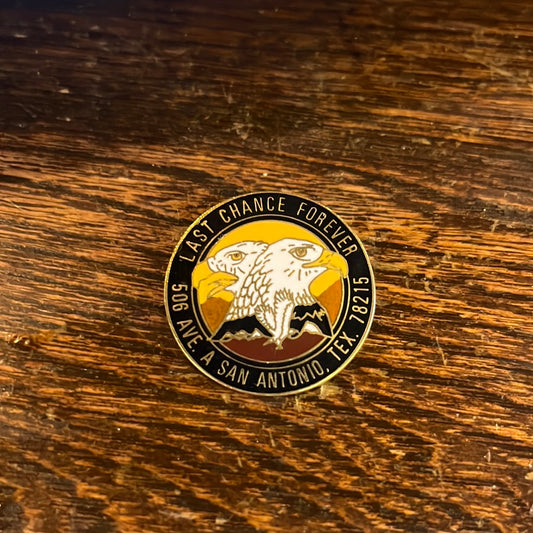 LAST CHANCE FOREVER
506 AVE. A SAN ANTONIO, TEX. 78215